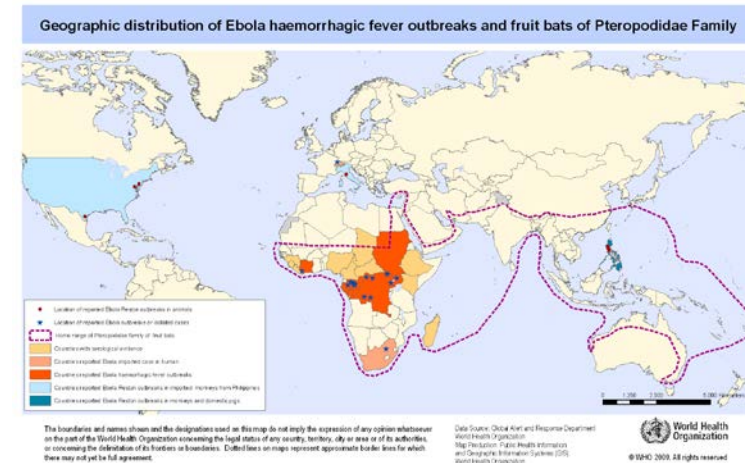 Geographic distribution of Ebola haemorrhagic fever outbreaks and fruit bats of Pteropodidae Family
Location of reported Ebola Reston outbreaks in animals
Location of reported Ebola outbreaks or isolated cases
Home range of Pteropodidae family of fruit bats
Countries serological evidence
Countries reported Ebola imported case in human
Countries reported Ebola haemorrhagic fever outbreaks
Countries reported Ebola Reston outbreaks in imported monkeys from Philippines
Countries reported Ebola Reston outbreaks in monkeys and domestic pigs
The boundaries and names shown and the designations used on this map do not imply the expression of any opinion whatsoever
on the part of the World Health Organization concerning the legal status of any country, territory, city or area or of its authorities,
or concerning the delimitation of its frontiers or boundaries. Dotted lines on maps represent approximate border lines for which
there may not yet be full agreement.
Data Source: Global Alert and Response Department
World Health Organization
Map Production: Public Health Information
and Geographic Information Systems (GIS)
World Health Organization
World Health
Organization
© WHO 2009. All rights reserved